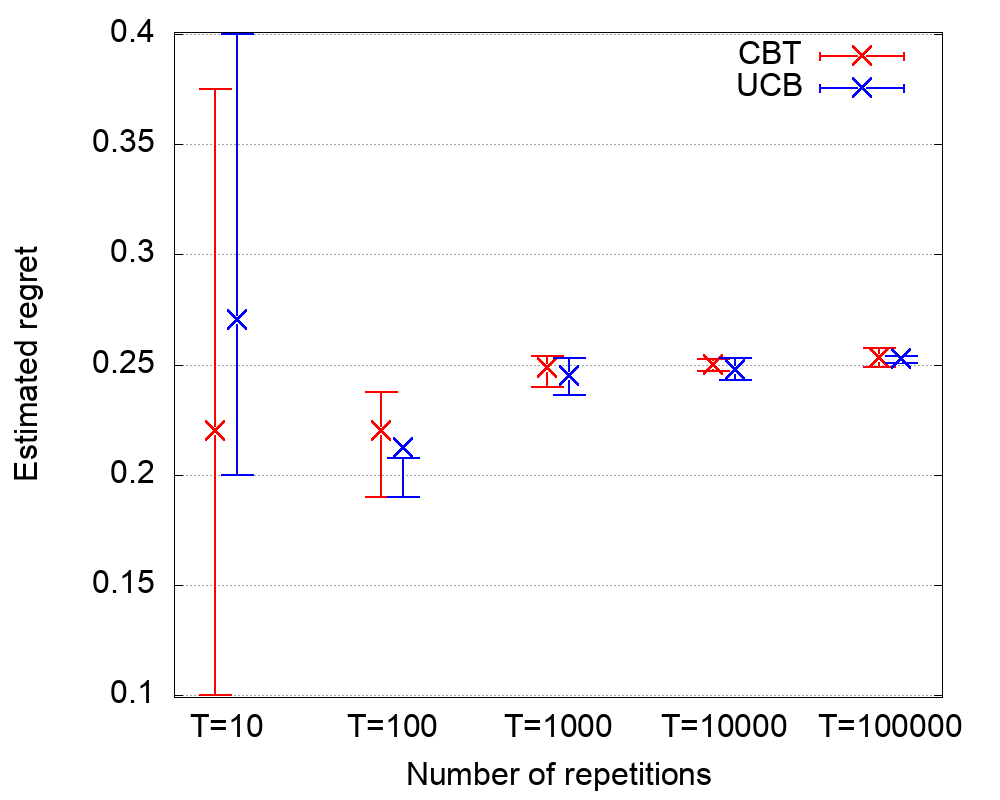 0.4
0.35
0.3
0.25
0.2
0.15
0.1
Estimated regret
CBT
UCB
T=10 T=100 T=1000 T=10000 T=100000
Number of repetitions